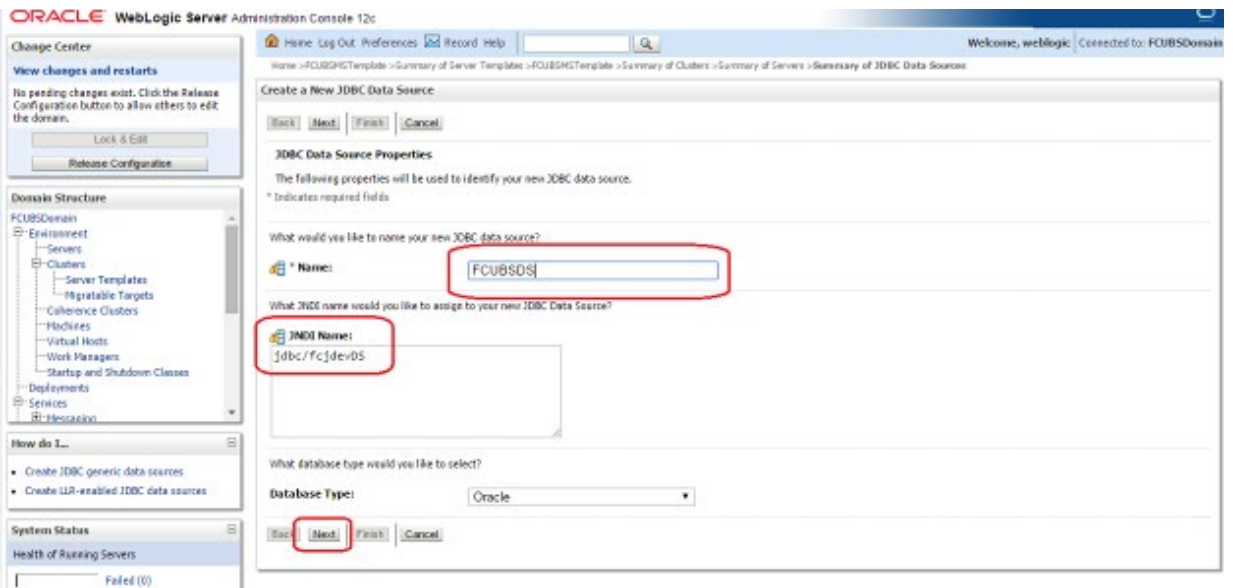 ORACLE WebLogic Server Administration Console 12c
Change Center
View changes and restarts
No pending changes exist. Click the Release
Configuration button to allow others to edit
the domain.
Lock & Edit
Release Configuration
Domain Structure
FCUBSDomain
Environment
Servers
Clusters
Server Templates
Migratable Targets
Coherence Clusters
Machines
Virtual Hosts
Work Managers
Startup and Shutdown Classes
Deployments
Services
Messaging
How do I...
Create JDBC generic data sources
Create LLR-enabled JDBC data sources
System Status
Health of Running Servers
Failed (0)
Home Log Out Preferences Record Help
Welcome, weblogic Connected to: FCUBSDomain
Home >FCUBSMSTemplate >Summary of Server Templates >FCUBSMSTemplate >Summary of Clusters >Summary of Servers >Summary of JDBC Data Sources
Create a New JDBC Data Source
Back Next Finish Cancel
JDBC Data Source Properties
The following properties will be used to identify your new JDBC data source.
* Indicates required fields
What would you like to name your new JDBC data source?
* Name: FCUBSDS
What JNDI name would you like to assign to your new JDBC Data Source?
JNDI Name:
jdbc/fcjdevDS
What database type would you like to select?
Database Type: Oracle
Back Next Finish Cancel